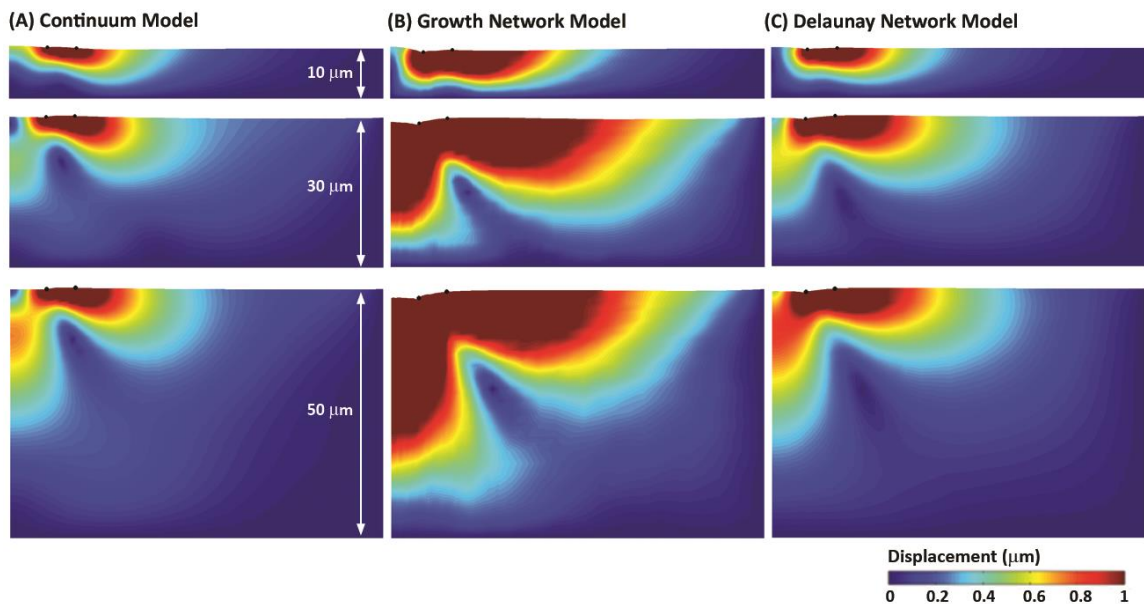 (A) Continuum Model
(B) Growth Network Model
(C) Delaunay Network Model
10 μm
30 μm
50 μm
Displacement (μm)
0 0.2 0.4 0.6 0.8 1